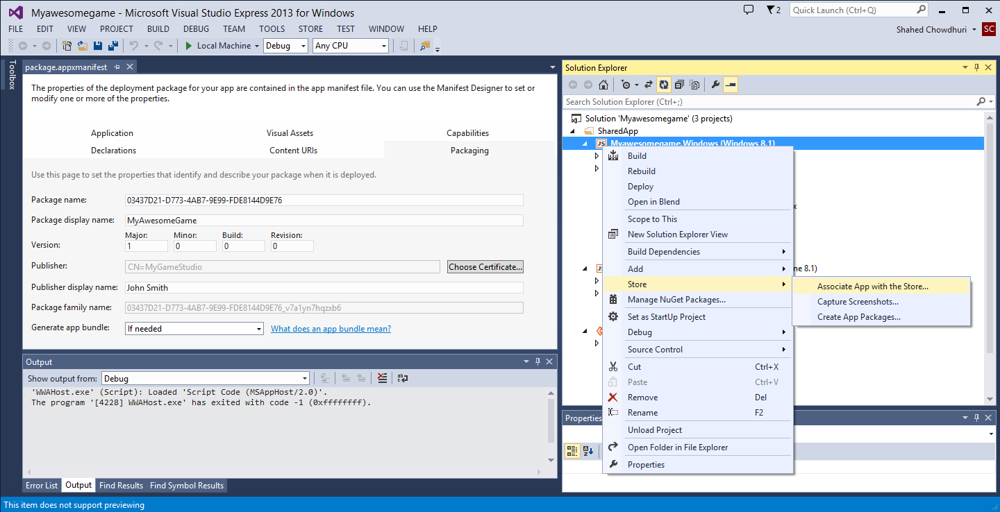 Myawesomegame - Microsoft Visual Studio Express 2013 for Windows
2
Quick Launch (Ctrl+Q)
FILE EDIT VIEW PROJECT BUILD DEBUG TEAM TOOLS STORE TEST WINDOW HELP
Shahed Chowdhuri
SC
Local Machine
Debug
Any CPU
Toolbox
package.appxmanifest
The properties of the deployment package for your app are contained in the app manifest file. You can use the Manifest Designer to set or
modify one or more of the properties.
Application Visual Assets Capabilities
Declarations Content URIs Packaging
Use this page to set the properties that identify and describe your package when it is deployed.
Package name: 03437D21-D773-4AB7-9E99-FDE8144D9E76
Package display name: MyAwesomeGame
Major: Minor: Build: Revision:
Version: 1 0 0 0
Publisher: CN=MyGameStudio Choose Certificate...
Publisher display name: John Smith
Package family name: 03437D21-D773-4AB7-9E99-FDE8144D9E76_v7a1yn7hqzxb6
Generate app bundle: If needed What does an app bundle mean?
Output
Show output from: Debug
'WWAHost.exe' (Script): Loaded 'Script Code (MSAppHost/2.0)'.
The program '[4228] WWAHost.exe' has exited with code -1 (0xffffffff).
Error List Output Find Results Find Symbol Results
Solution Explorer
Search Solution Explorer (Ctrl+;)
Solution 'Myawesomegame' (3 projects)
SharedApp
JS Myawesomegame.Windows (Windows 8.1)
Build
Rebuild
Deploy
Open in Blend
Scope to This
New Solution Explorer View
Build Dependencies
Add
Store
Manage NuGet Packages...
Set as StartUp Project
Debug
Source Control
Cut Ctrl+X
Paste Ctrl+V
Remove Del
Rename F2
Unload Project
Open Folder in File Explorer
Properties
x
ne 8.1)
Associate App with the Store...
Capture Screenshots...
Create App Packages...
Properties
This item does not support previewing